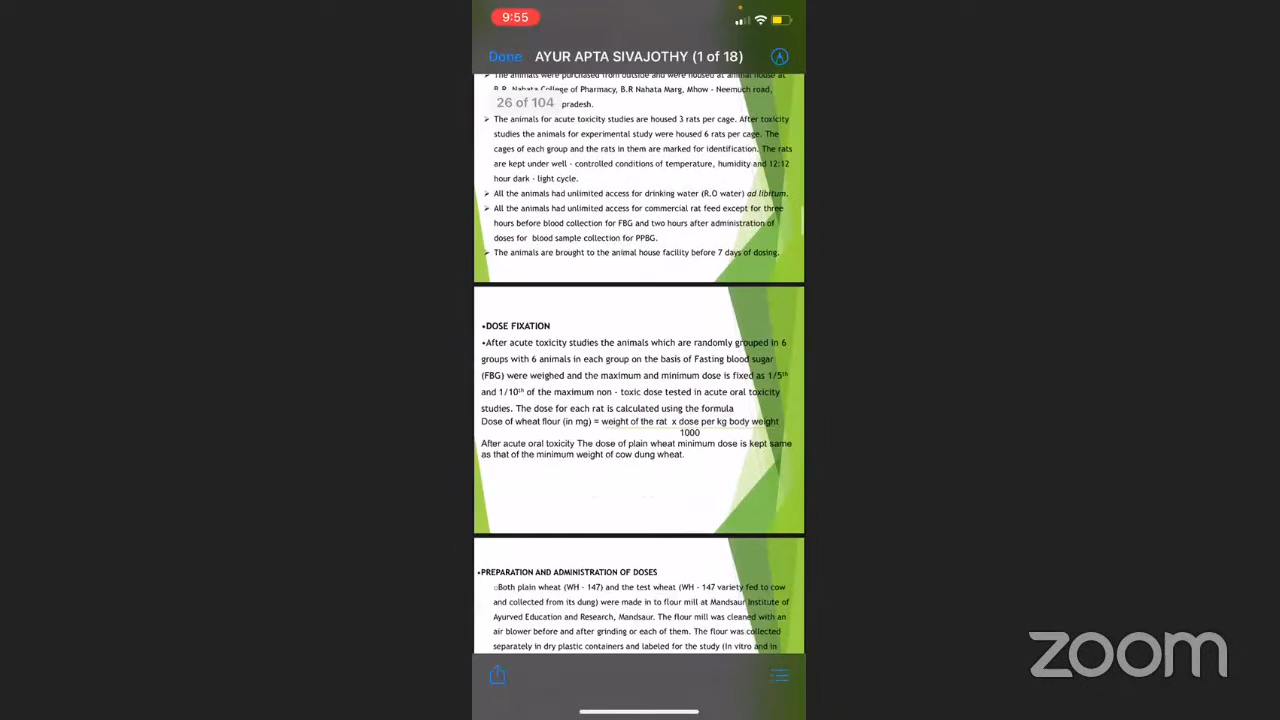 9:55
Done AYUR APTA SIVAJOTHY (1 of 18)
The animals were purchased from outside and were housed at animal house at
B.R. Nahata College of Pharmacy, B.R Nahata Marg, Mhow - Neemuch road,
26 of 104 pradesh.
➢ The animals for acute toxicity studies are housed 3 rats per cage. After toxicity
studies the animals for experimental study were housed 6 rats per cage. The
cages of each group and the rats in them are marked for identification. The rats
are kept under well - controlled conditions of temperature, humidity and 12:12
hour dark - light cycle.
➢ All the animals had unlimited access for drinking water (R.O water) ad libitum.
➢ All the animals had unlimited access for commercial rat feed except for three
hours before blood collection for FBG and two hours after administration of
doses for blood sample collection for PPBG.
➢ The animals are brought to the animal house facility before 7 days of dosing.
•DOSE FIXATION
•After acute toxicity studies the animals which are randomly grouped in 6
groups with 6 animals in each group on the basis of Fasting blood sugar
(FBG) were weighed and the maximum and minimum dose is fixed as 1/5th
and 1/10th of the maximum non - toxic dose tested in acute oral toxicity
studies. The dose for each rat is calculated using the formula
Dose of wheat flour (in mg) = weight of the rat x dose per kg body weight
1000
After acute oral toxicity The dose of plain wheat minimum dose is kept same
as that of the minimum weight of cow dung wheat.
•PREPARATION AND ADMINISTRATION OF DOSES
○Both plain wheat (WH - 147) and the test wheat (WH - 147 variety fed to cow
and collected from its dung) were made in to flour mill at Mandsaur Institute of
Ayurved Education and Research, Mandsaur. The flour mill was cleaned with an
air blower before and after grinding or each of them. The flour was collected
separately in dry plastic containers and labeled for the study (In vitro and in
zoom